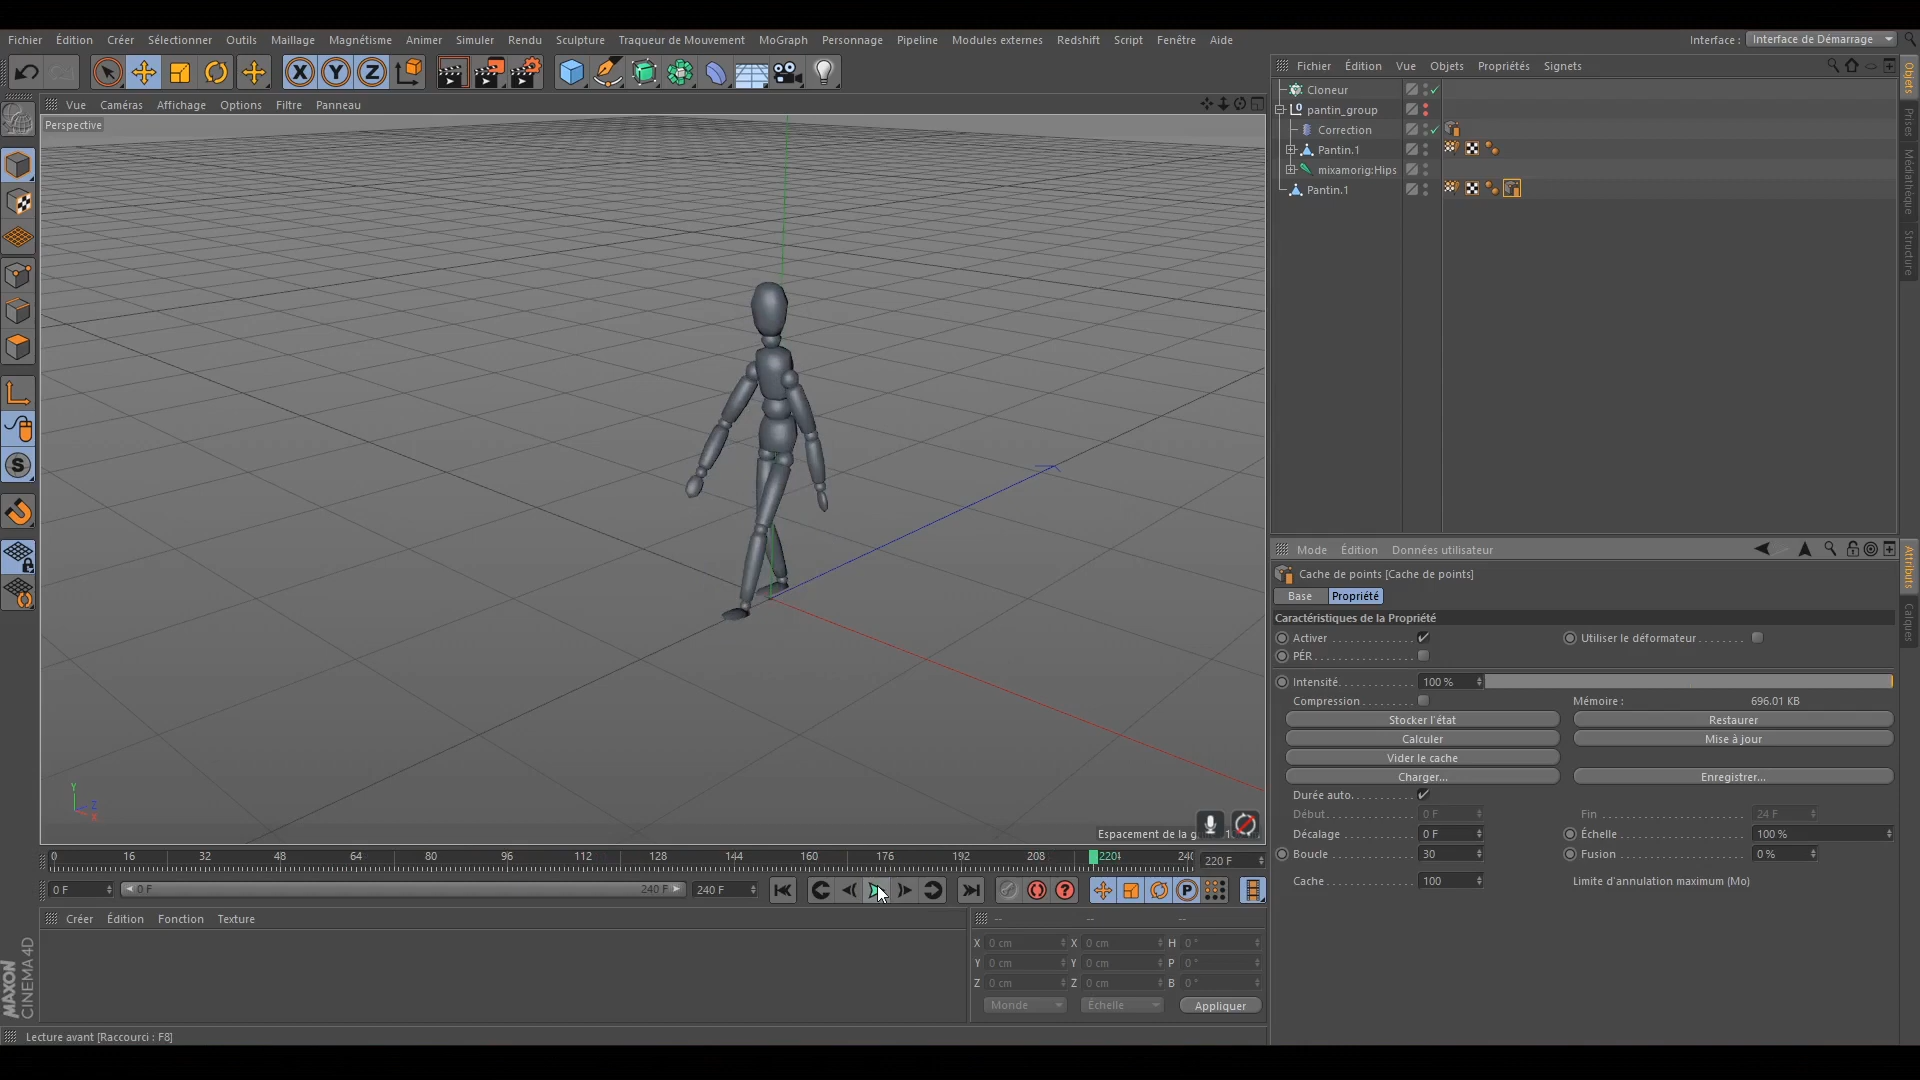 Fichier Édition Créer Sélectionner Outils Maillage Magnétisme Animer Simuler Rendu Sculpture Traqueur de Mouvement MoGraph Personnage Pipeline Modules externes Redshift Script Fenêtre Aide Interface : Interface de Démarrage
X Y Z
Fichier Édition Vue Objets Propriétés Signets
Vue Caméras Affichage Options Filtre Panneau
Perspective
Cloneur
pantin_group
Correction
Pantin.1
mixamorig:Hips
Pantin.1
Objets
Prises
Médiathèque
Structure
S
Mode Édition Données utilisateur
Cache de points [Cache de points]
Base Propriété
Caractéristiques de la Propriété
Activer Utiliser le déformateur
PÉR
Intensité 100 %
Compression Mémoire : 696.01 KB
Stocker l'état Restaurer
Calculer Mise à jour
Vider le cache
Charger... Enregistrer...
Durée auto.
Début 0 F Fin 24 F
Décalage 0 F Échelle 100 %
Boucle 30 Fusion 0 %
Cache 100 Limite d'annulation maximum (Mo)
Attributs
Calques
Y
Z
X
Espacement de la
0 16 32 48 64 80 96 112 128 144 160 176 192 208 220 220 F
0 F 0 F 240 F 240 F
P
Créer Édition Fonction Texture
-- -- --
X 0 cm X 0 cm H 0 °
Y 0 cm Y 0 cm P 0 °
Z 0 cm Z 0 cm B 0 °
Monde Échelle Appliquer
MAXON
CINEMA 4D
Lecture avant [Raccourci : F8]